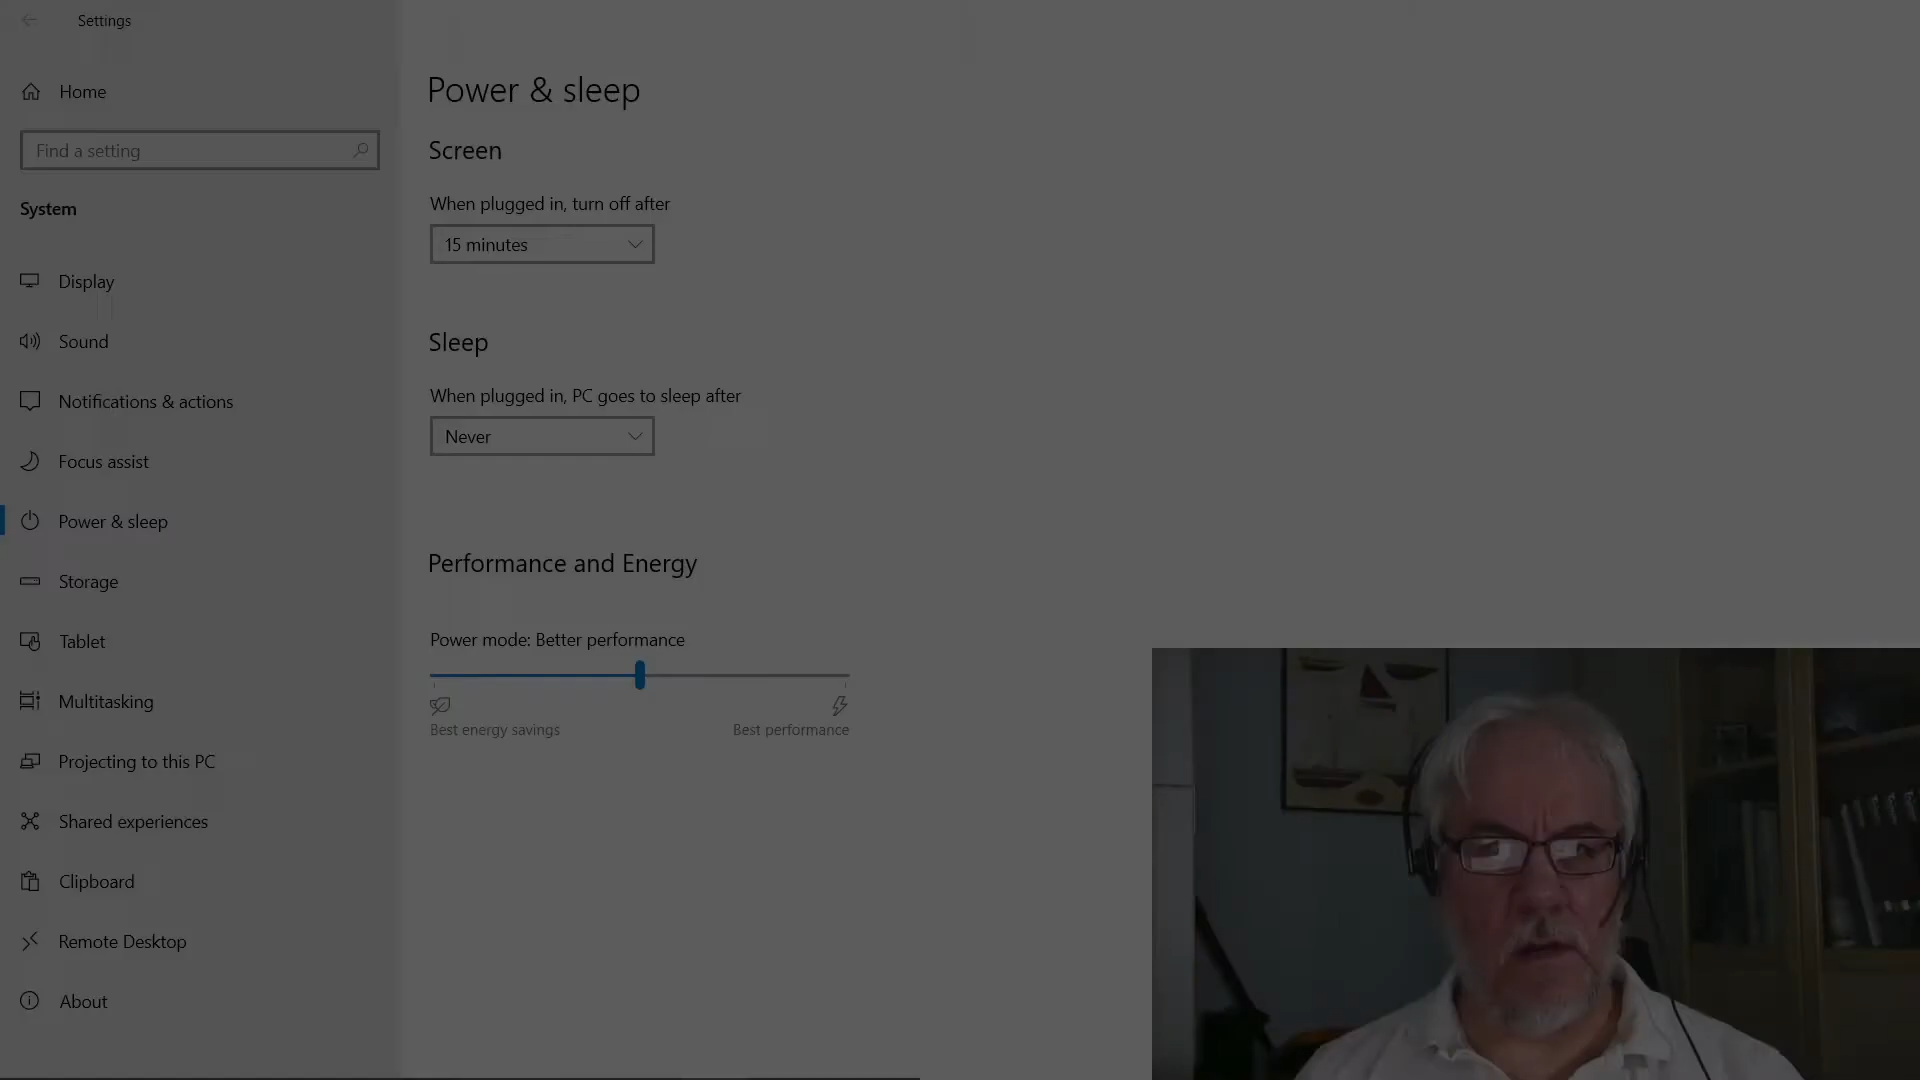 Settings
Home
Find a setting
System
Display
Sound
Notifications & actions
Focus assist
Power & sleep
Storage
Tablet
Multitasking
Projecting to this PC
Shared experiences
Clipboard
Remote Desktop
About
Power & sleep
Screen
When plugged in, turn off after
15 minutes
Sleep
When plugged in, PC goes to sleep after
Never
Performance and Energy
Power mode: Better performance
Best energy savings
Best performance